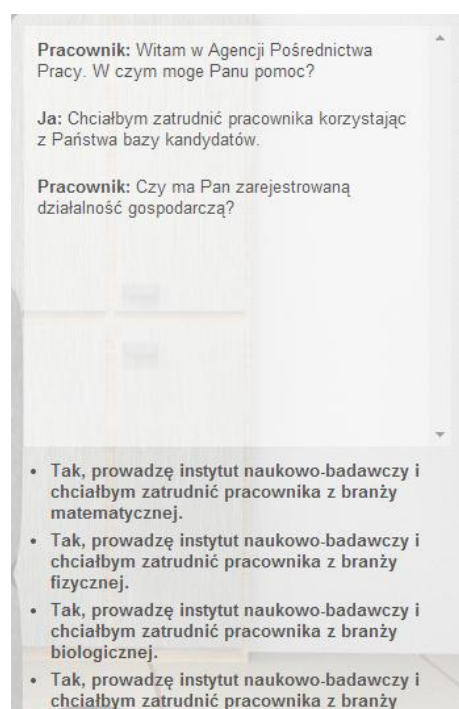 Pracownik: Witam w Agencji Pośrednictwa
Pracy. W czym moge Panu pomoc?
Ja: Chciałbym zatrudnić pracownika korzystając
z Państwa bazy kandydatów.
Pracownik: Czy ma Pan zarejestrowaną
działalność gospodarczą?
• Tak, prowadzę instytut naukowo-badawczy i
chciałbym zatrudnić pracownika z branży
matematycznej.
• Tak, prowadzę instytut naukowo-badawczy i
chciałbym zatrudnić pracownika z branży
fizycznej.
• Tak, prowadzę instytut naukowo-badawczy i
chciałbym zatrudnić pracownika z branży
biologicznej.
• Tak, prowadzę instytut naukowo-badawczy i
chciałbym zatrudnić pracownika z branży